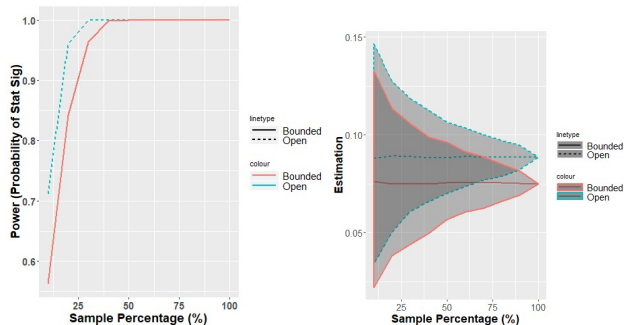 Power (Probability of Stat Sig)
1.0
0.9
0.8
0.7
0.6
25
50
75
100
Sample Percentage (%)
linetype
Bounded
Open
colour
Bounded
Open
Estimation
0.15
0.10
0.05
25
50
75
100
Sample Percentage (%)
linetype
Bounded
Open
colour
Bounded
Open